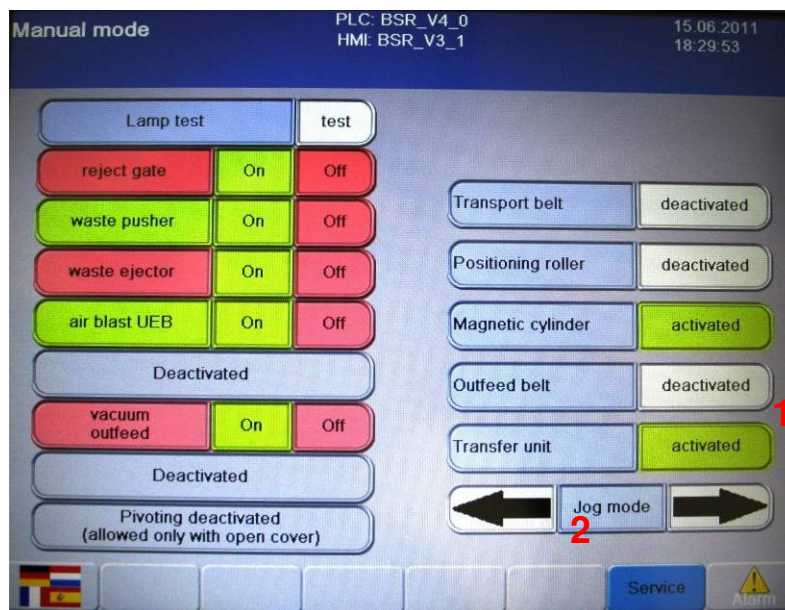 Manual mode
PLC: BSR_V4_0
HMI: BSR_V3_1
15.06.2011
18:29:53
Lamp test
test
reject gate
On
Off
waste pusher
On
Off
waste ejector
On
Off
air blast UEB
On
Off
Deactivated
vacuum
outfeed
On
Off
Deactivated
Pivoting deactivated
(allowed only with open cover)
Transport belt
deactivated
Positioning roller
deactivated
Magnetic cylinder
activated
Outfeed belt
deactivated
1
Transfer unit
activated
Jog mode
2
Service
Alarm